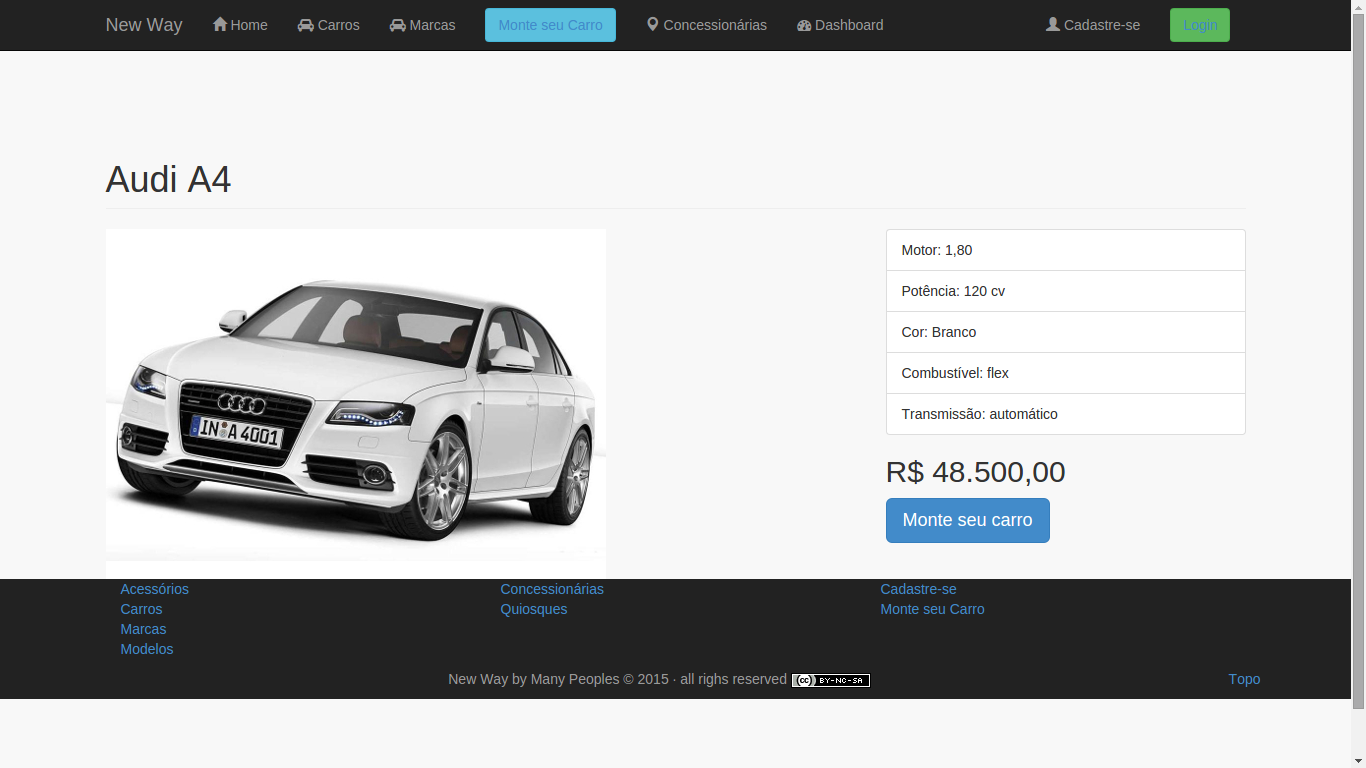 New Way Home Carros Marcas Monte seu Carro Concessionárias Dashboard Cadastre-se Login
Audi A4
IN A 4001
Motor: 1,80
Potência: 120 cv
Cor: Branco
Combustível: flex
Transmissão: automático
R$ 48.500,00
Monte seu carro
Acessórios
Carros
Marcas
Modelos
Concessionárias
Quiosques
Cadastre-se
Monte seu Carro
New Way by Many Peoples © 2015 · all righs reserved (cc) BY-NC-SA
Topo